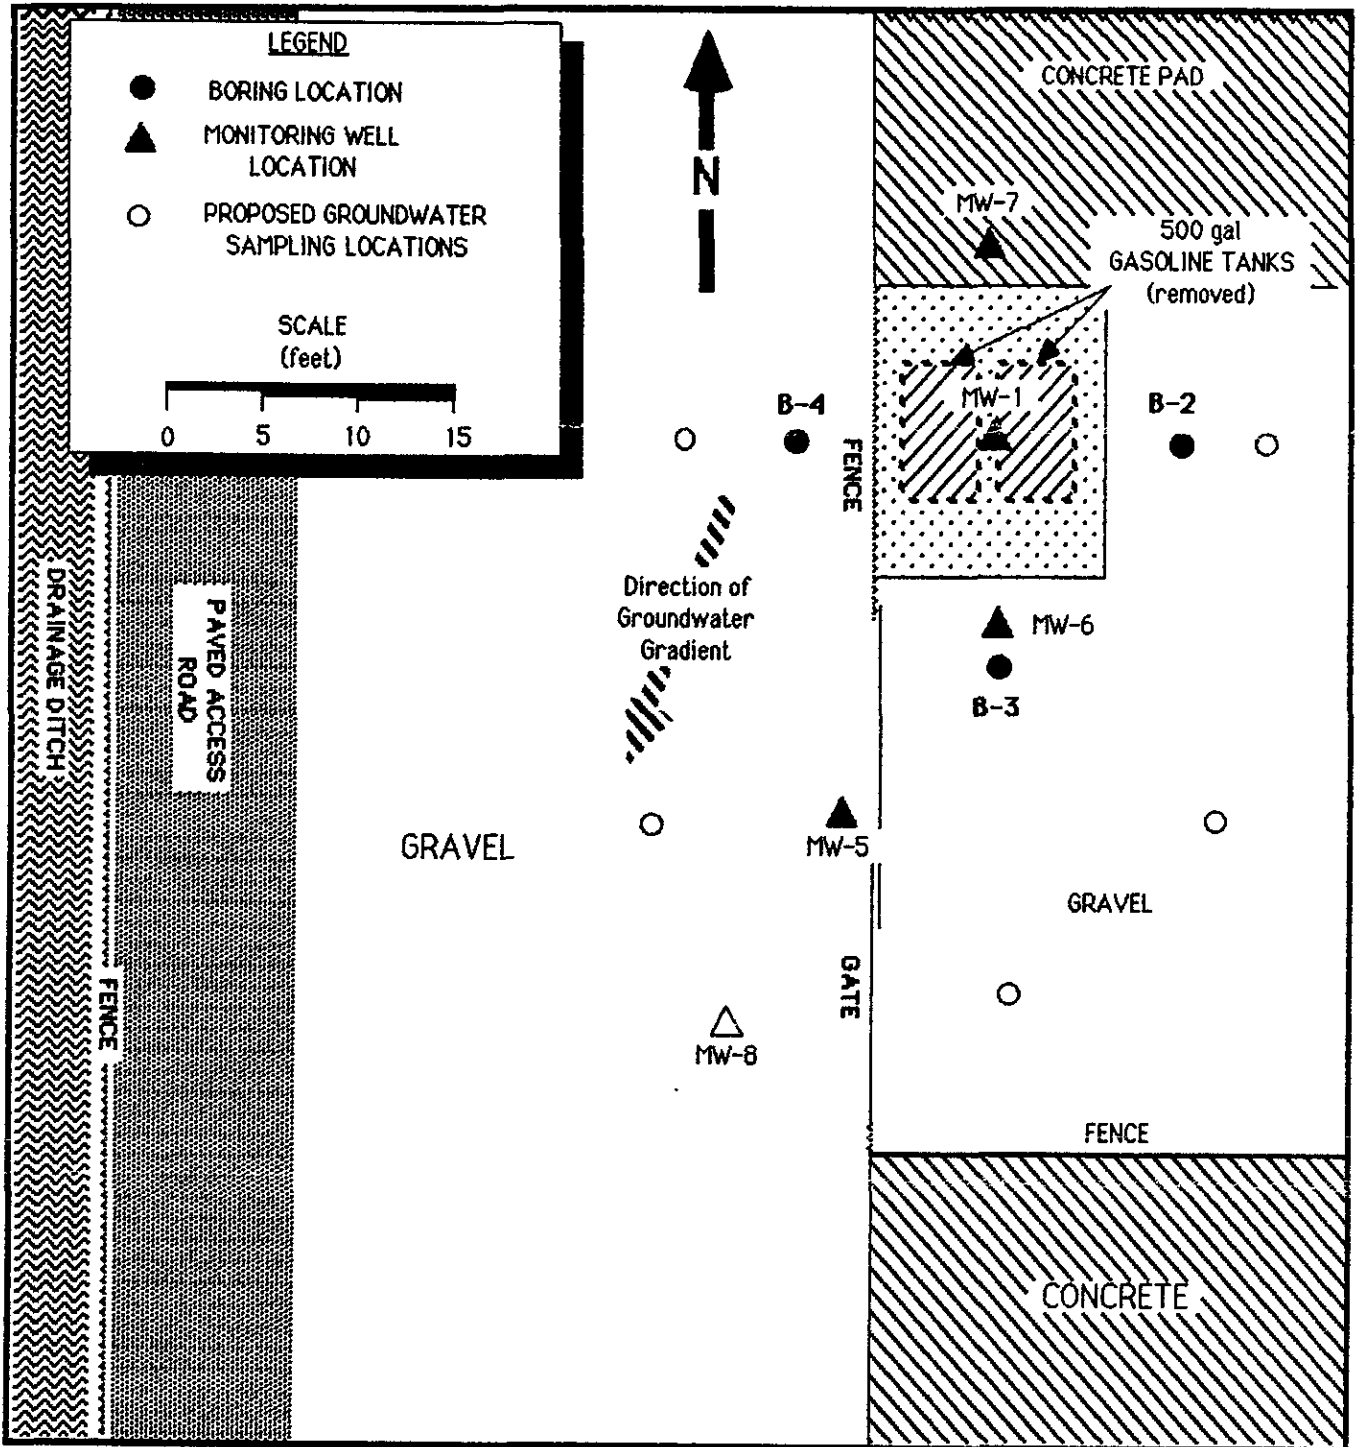 LEGEND
BORING LOCATION
MONITORING WELL
LOCATION
PROPOSED GROUNDWATER
SAMPLING LOCATIONS
SCALE
(feet)
0 5 10 15
N
CONCRETE PAD
MW-7
500 gal
GASOLINE TANKS
(removed)
MW-1
B-4
B-2
FENCE
Direction of
Groundwater
Gradient
MW-6
B-3
DRAINAGE DITCH
PAVED ACCESS
ROAD
GRAVEL
MW-5
GRAVEL
GATE
FENCE
MW-8
FENCE
CONCRETE